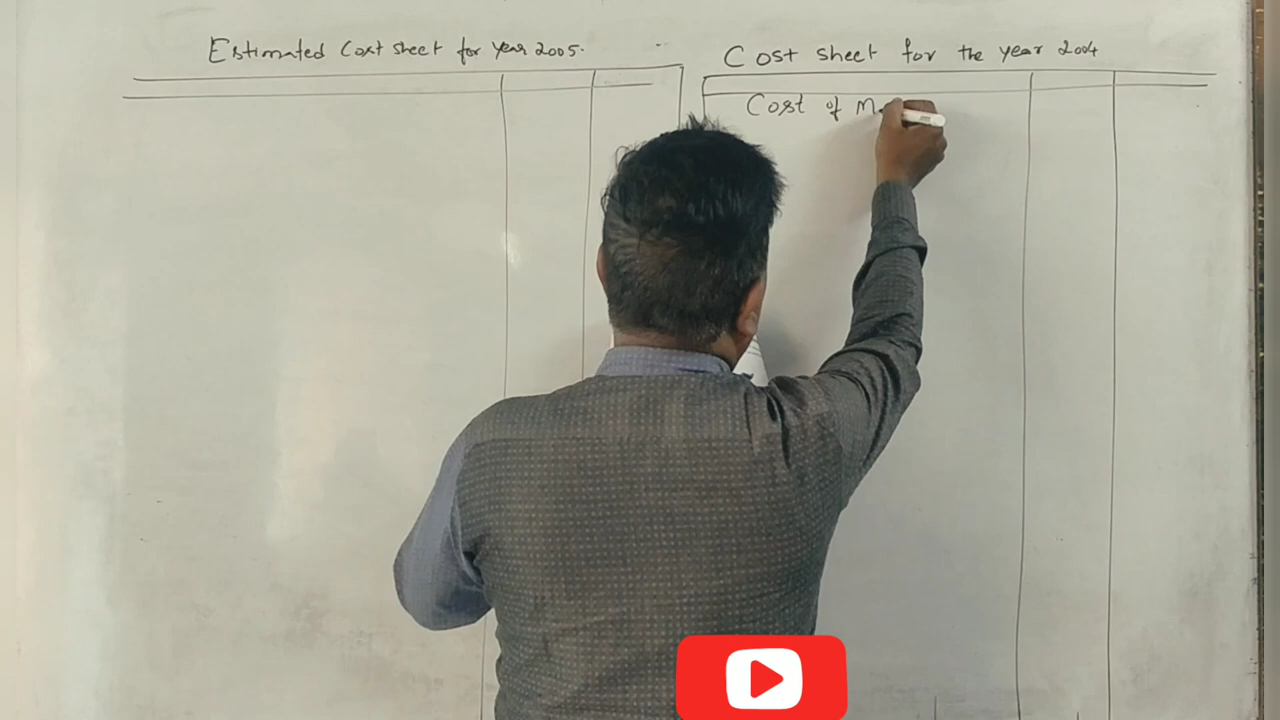 Estimated Cost sheet for year 2005.
Cost sheet for the year 2004
Cost of